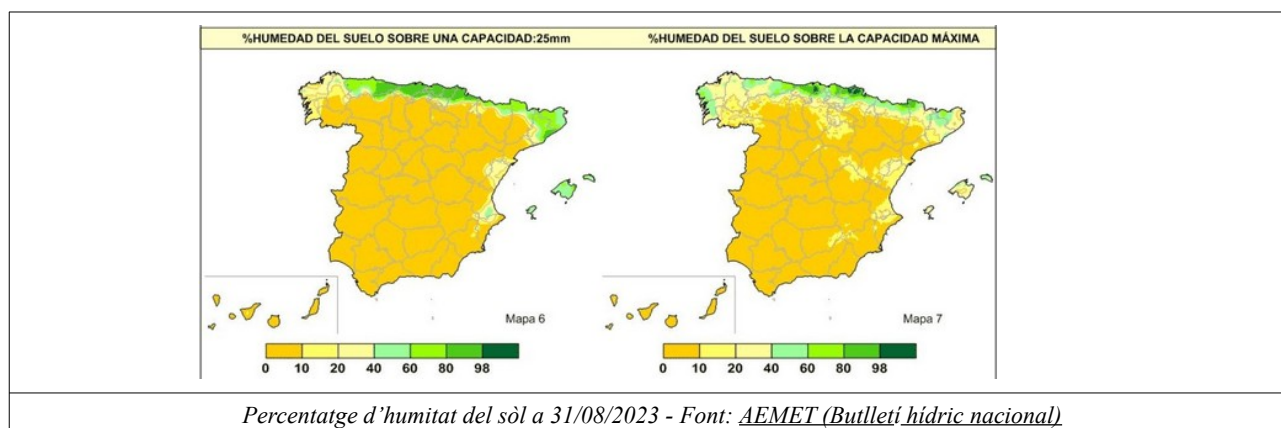 %HUMEDAD DEL SUELO SOBRE UNA CAPACIDAD:25mm
%HUMEDAD DEL SUELO SOBRE LA CAPACIDAD MÁXIMA
Mapa 6
Mapa 7
0 10 20 40 60 80 98
0 10 20 40 60 80 98
Percentatge d’humitat del sòl a 31/08/2023 - Font: AEMET (Butlletí hídric nacional)